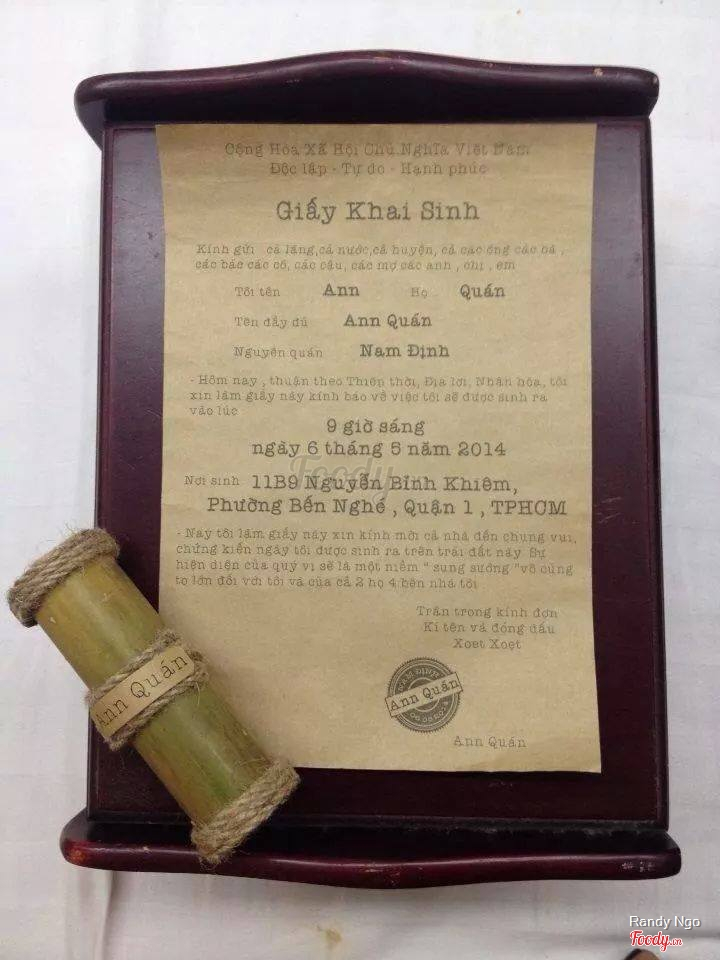 Cộng Hòa Xã Hội Chủ Nghĩa Việt Nam
Độc lập - Tự do - Hạnh phúc
Giấy Khai Sinh
Kính gửi cả làng,cả nước,cả huyện, cả các ông các bà ,
các bác các cô, các cậu, các mợ các anh , chị , em
Tôi tên Ann Họ Quán
Tên đầy đủ Ann Quán
Nguyên quán Nam Định
- Hôm nay , thuận theo Thiên thời, Địa lợi, Nhân hòa, tôi
xin làm giấy này kính báo về việc tôi sẽ được sinh ra
vào lúc
9 giờ sáng
ngày 6 tháng 5 năm 2014
Nơi sinh 11B9 Nguyễn Bỉnh Khiêm,
Phường Bến Nghé , Quận 1 , TPHCM
- Nay tôi làm giấy này xin kính mời cả nhà đến chung vui,
chứng kiến ngày tôi được sinh ra trên trái đất này Sự
hiện diện của quý vị sẽ là một niềm " sung sướng "vô cùng
to lớn đối với tôi và của cả 2 họ 4 bên nhà tôi
Trân trọng kính đơn
Kí tên và đóng dấu
Xoẹt Xoẹt
NAM ĐỊNH
Ann Quán
06.05.2014
Ann Quán
Ann Quán
Foody
Randy Ngo
Foody.vn